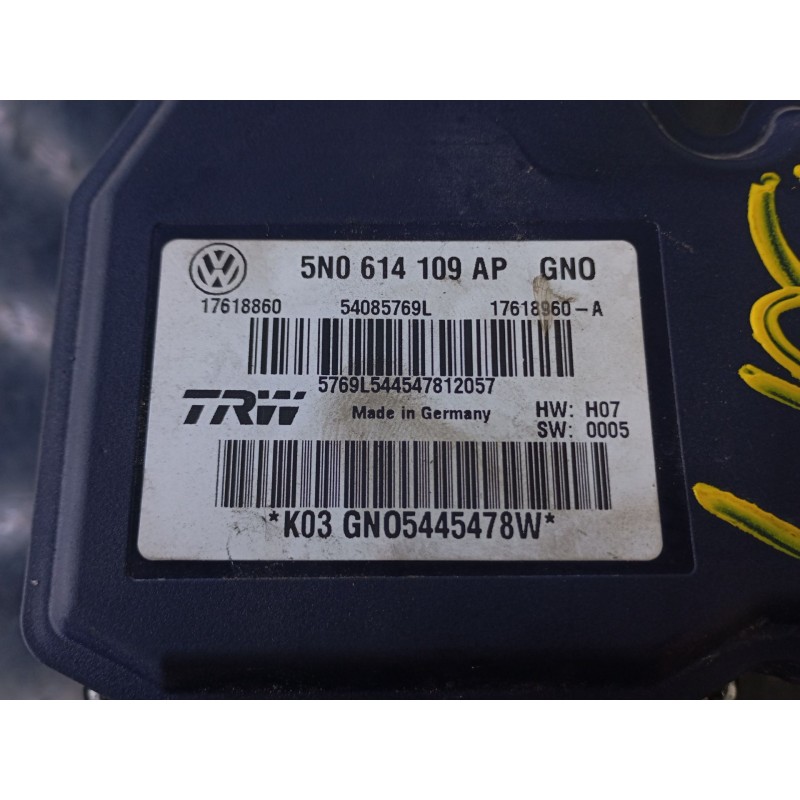 5N0 614 109 AP GNO
17618860 54085769L 17618960-A
5769L544547812057
TRW Made in Germany HW: H07
SW: 0005
*K03 GNO5445478W*